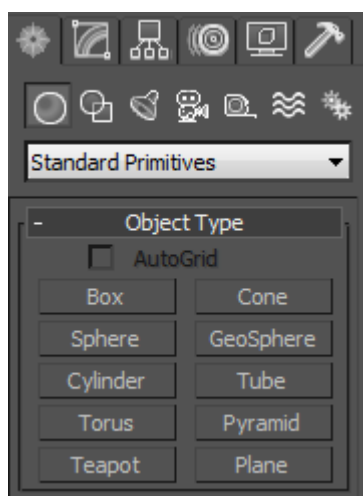 Standard Primitives
- Object Type
AutoGrid
Box Cone
Sphere GeoSphere
Cylinder Tube
Torus Pyramid
Teapot Plane